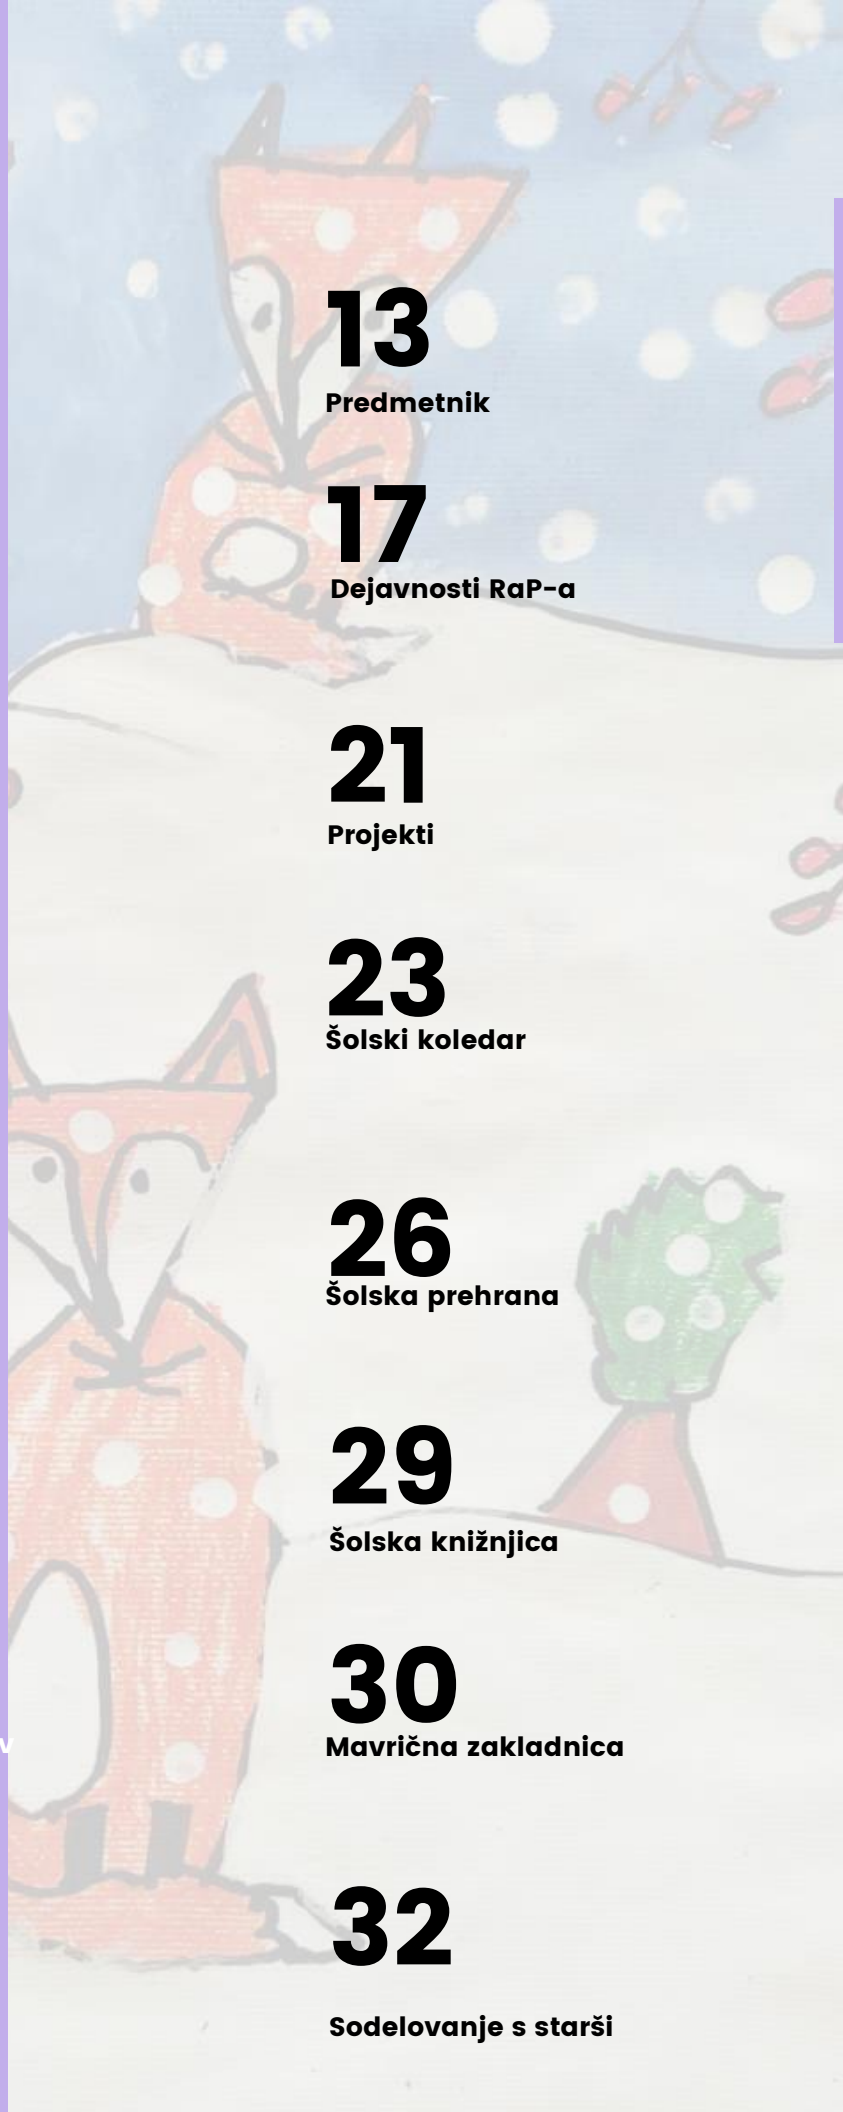 13
Predmetnik
17
Dejavnosti RaP-a
21
Projekti
23
Šolski koledar
26
Šolska prehrana
29
Šolska knižnjica
30
Mavrična zakladnica
32
Sodelovanje s starši